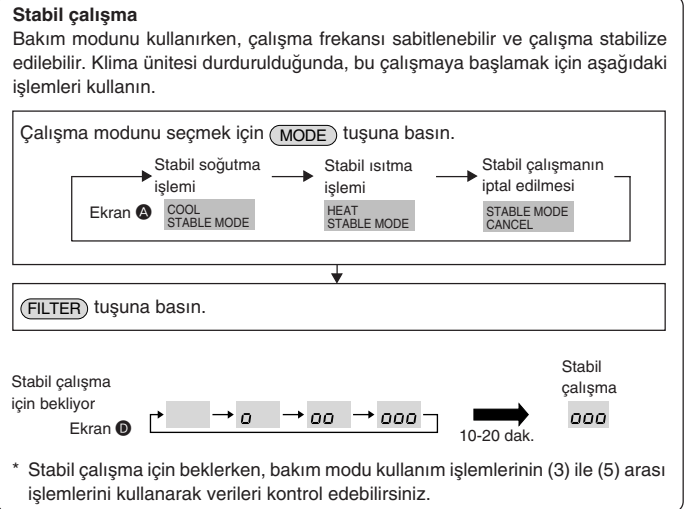 Stabil çalışma
Bakım modunu kullanırken, çalışma frekansı sabitlenebilir ve çalışma stabilize
edilebilir. Klima ünitesi durdurulduğunda, bu çalışmaya başlamak için aşağıdaki
işlemleri kullanın.
Çalışma modunu seçmek için MODE tuşuna basın.
Stabil soğutma
işlemi
Stabil ısıtma
işlemi
Stabil çalışmanın
iptal edilmesi
Ekran A
COOL
STABLE MODE
HEAT
STABLE MODE
STABLE MODE
CANCEL
FILTER tuşuna basın.
Stabil çalışma
için bekliyor
Ekran D
o
oo
ooo
10-20 dak.
Stabil
çalışma
ooo
* Stabil çalışma için beklerken, bakım modu kullanım işlemlerinin (3) ile (5) arası
işlemlerini kullanarak verileri kontrol edebilirsiniz.